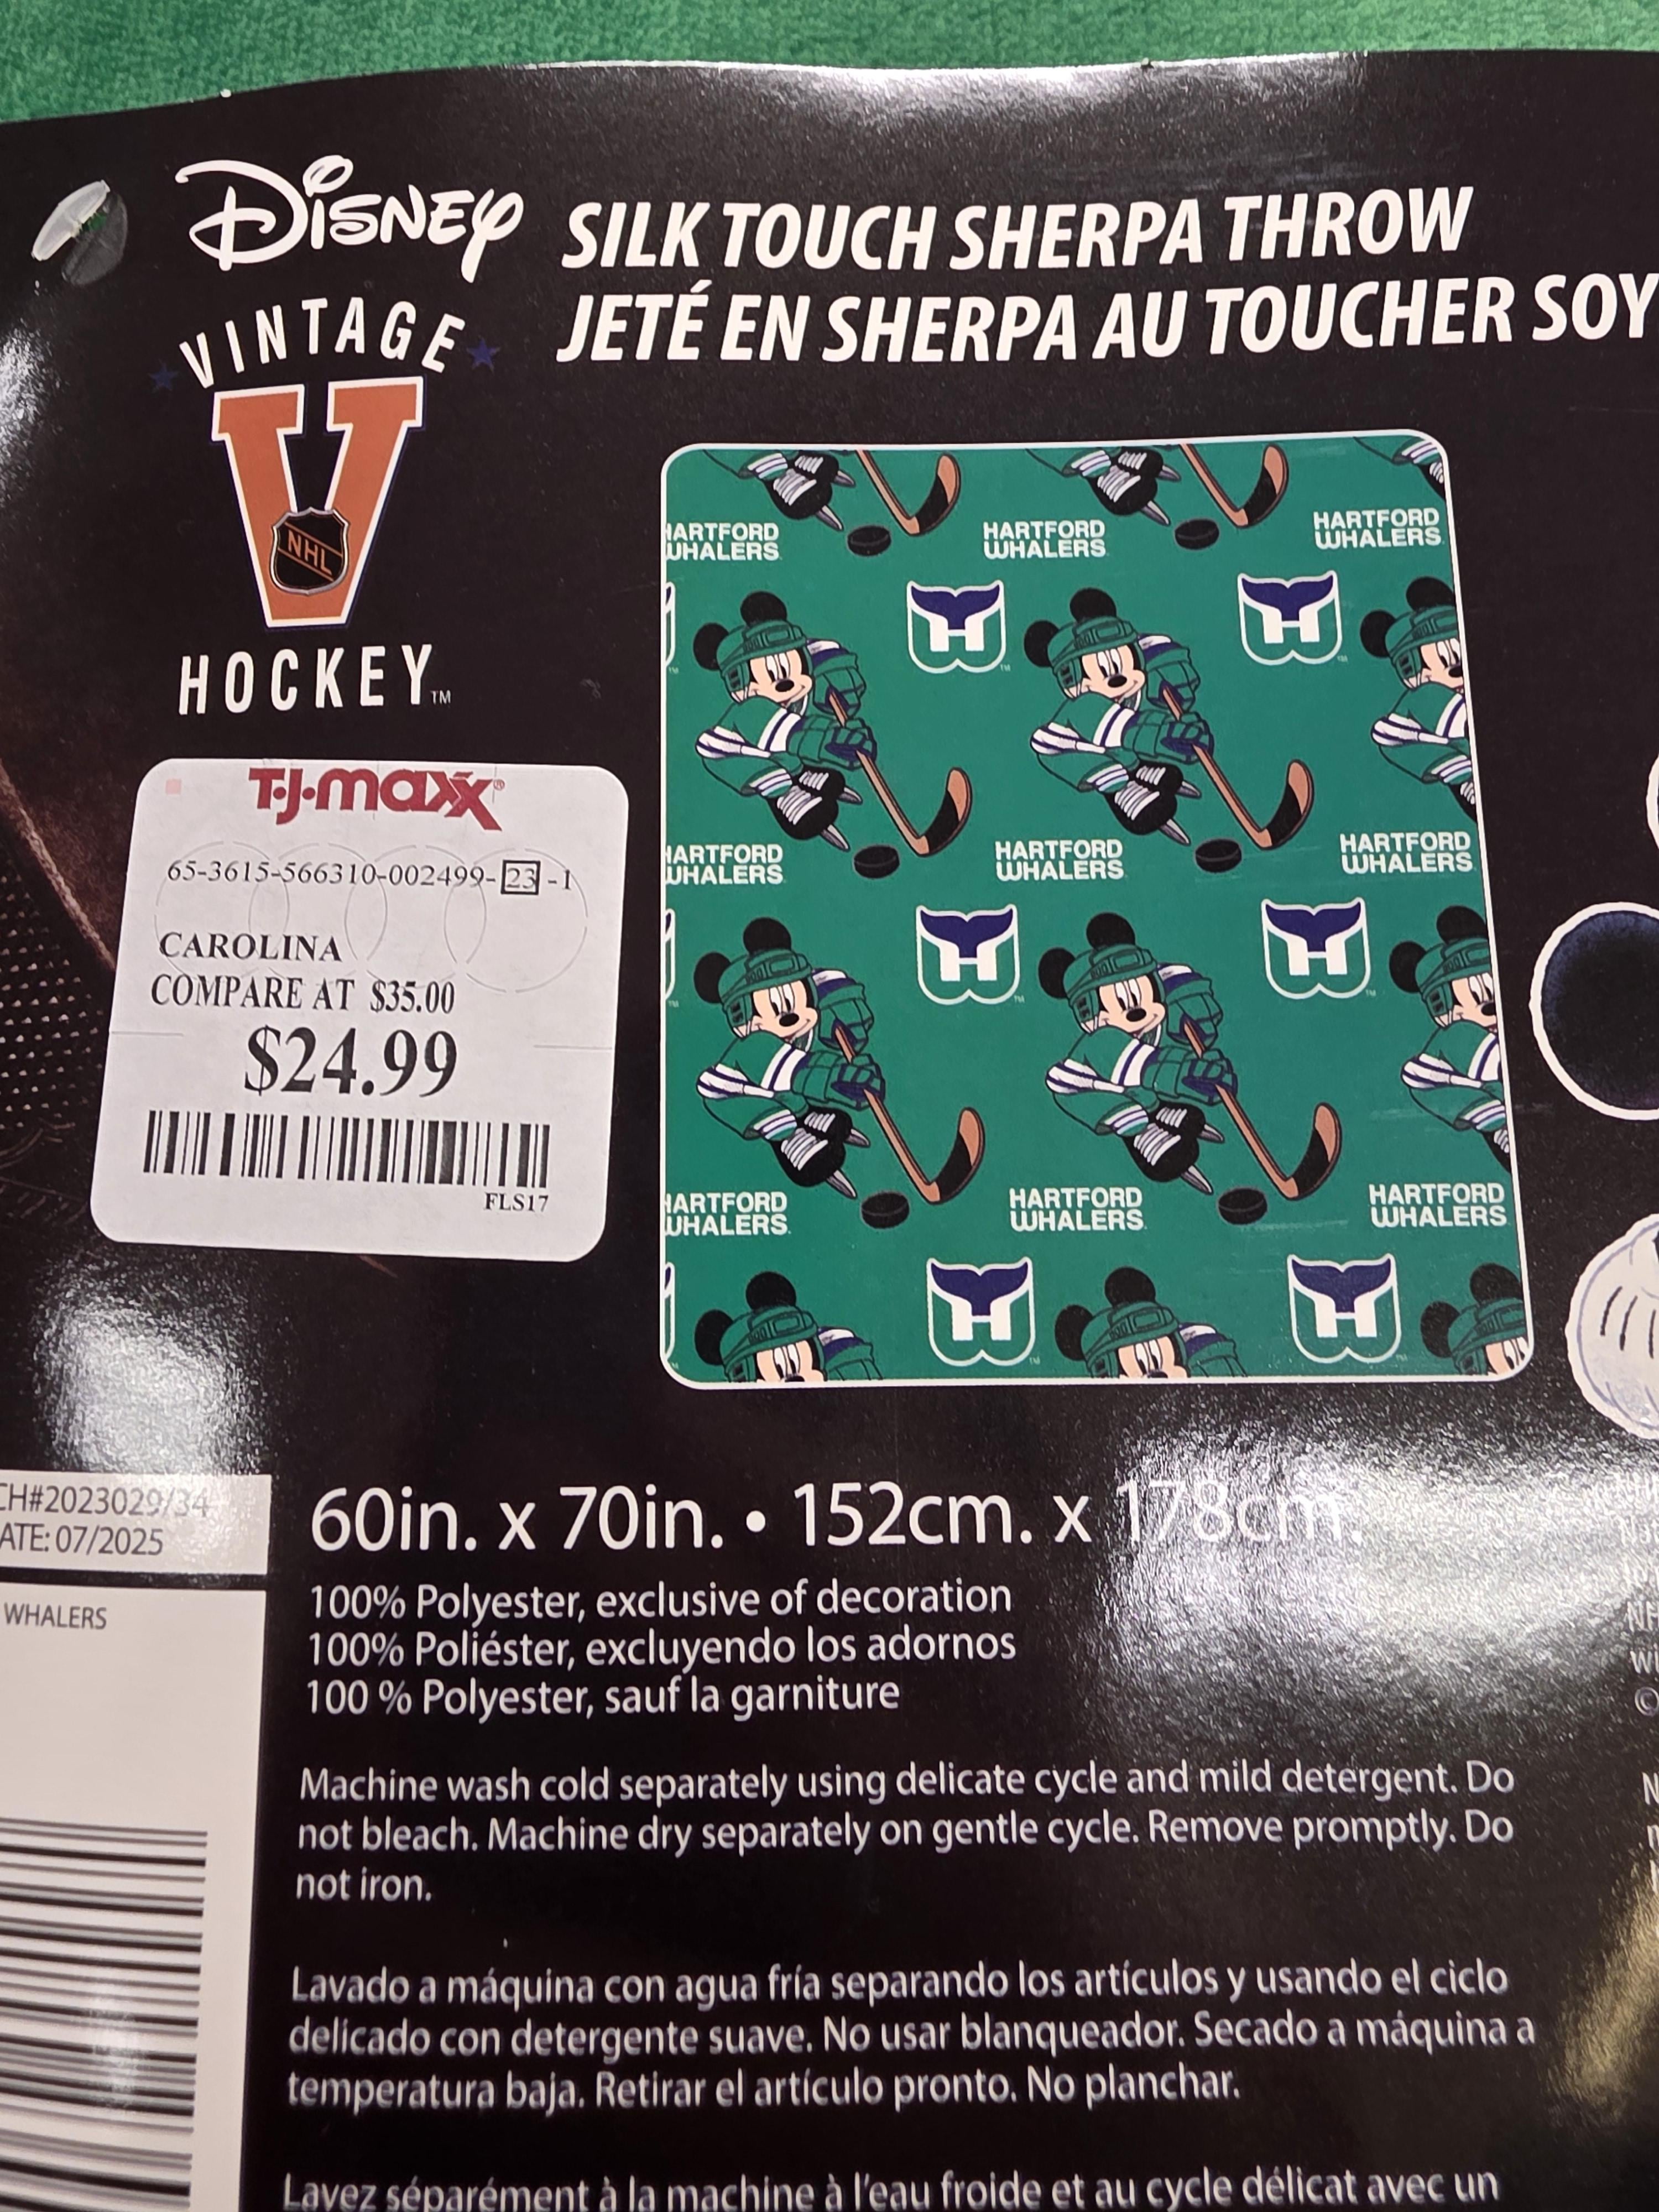 Disney
SILK TOUCH SHERPA THROW
JETÉ EN SHERPA AU TOUCHER SOY
VINTAGE
V
NHL
HOCKEY™
T·J·maxx®
65-3615-566310-002499-23-1
CAROLINA
COMPARE AT $35.00
$24.99
FLS17
HARTFORD WHALERS
HARTFORD WHALERS
HARTFORD WHALERS
HARTFORD WHALERS
HARTFORD WHALERS
HARTFORD WHALERS
HARTFORD WHALERS
HARTFORD WHALERS
HARTFORD WHALERS
CH#2023029/34
ATE: 07/2025
WHALERS
60in. x 70in. • 152cm. x 178cm.
100% Polyester, exclusive of decoration
100% Poliéster, excluyendo los adornos
100 % Polyester, sauf la garniture
Machine wash cold separately using delicate cycle and mild detergent. Do
not bleach. Machine dry separately on gentle cycle. Remove promptly. Do
not iron.
Lavado a máquina con agua fría separando los artículos y usando el ciclo
delicado con detergente suave. No usar blanqueador. Secado a máquina a
temperatura baja. Retirar el artículo pronto. No planchar.
Lavez séparément à la machine à l'eau froide et au cycle délicat avec un